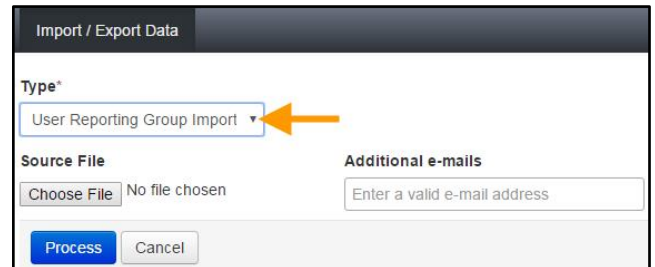 Import / Export Data
Type*
User Reporting Group Import
Source File
Additional e-mails
Choose File No file chosen
Enter a valid e-mail address
Process
Cancel